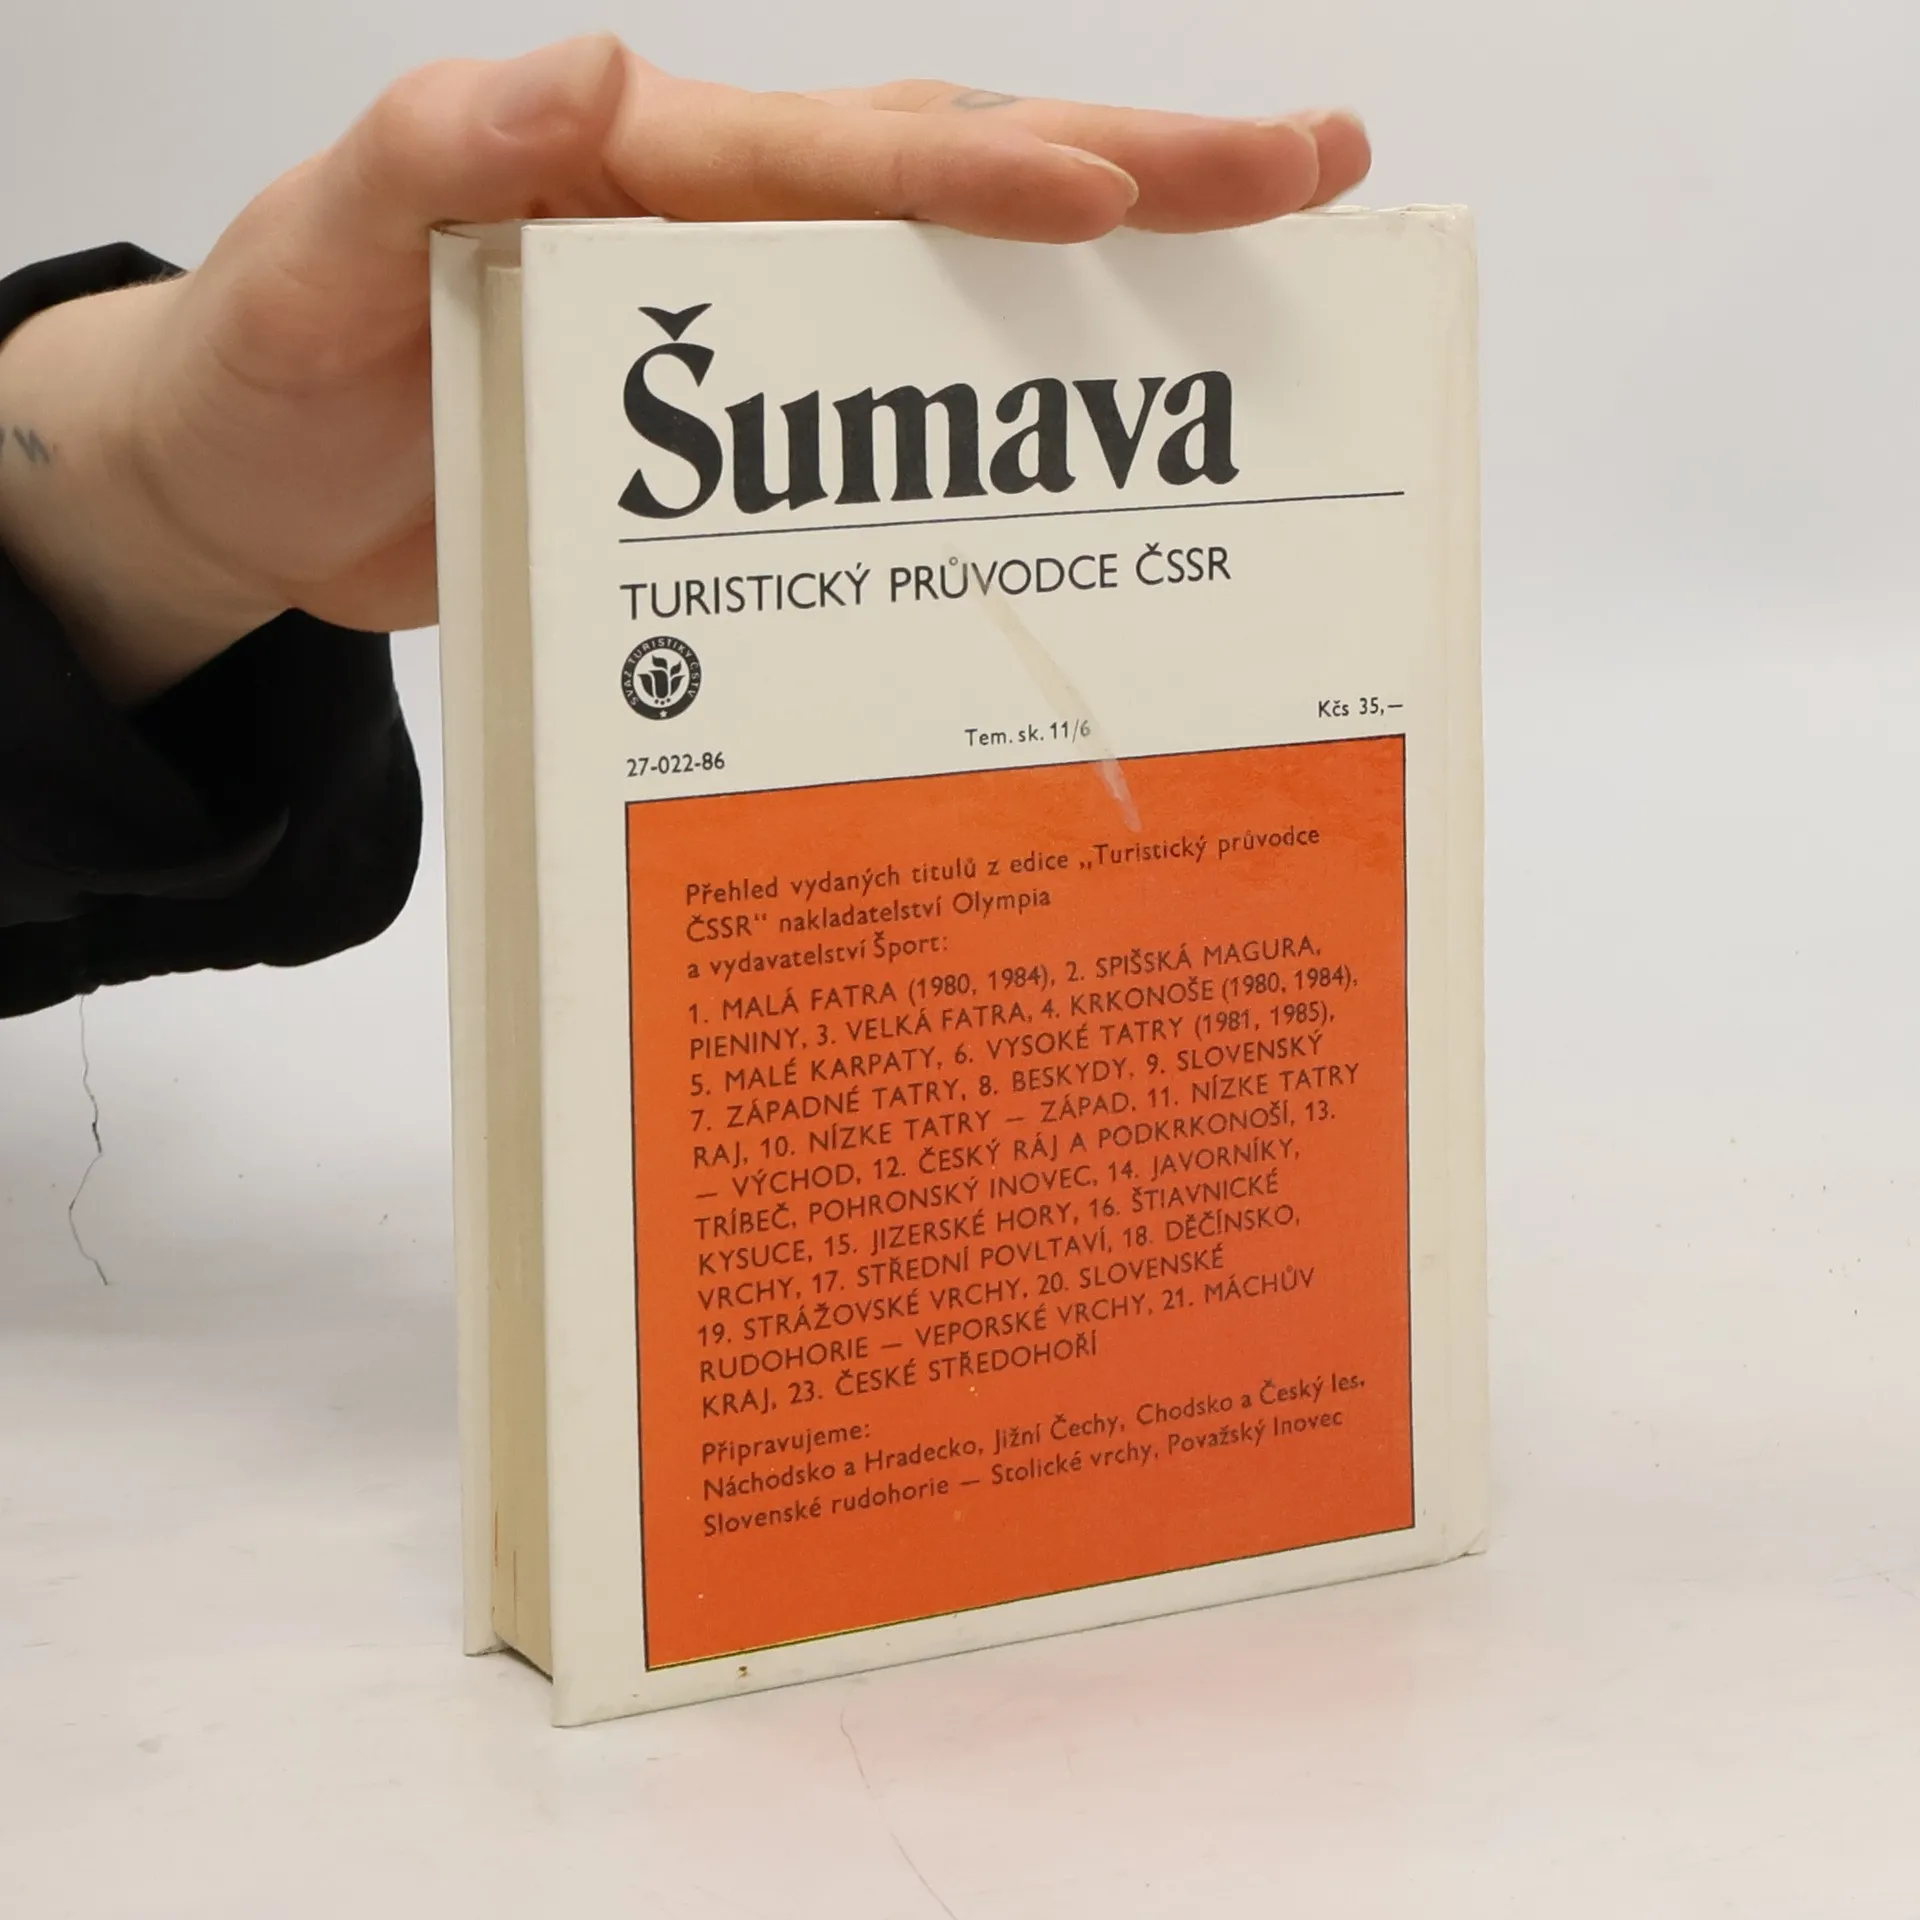 Šumava
TURISTICKÝ PRŮVODCE ČSSR
SVAZ TURISTIKY ČSTV
27-022-86
Tem. sk. 11/6
Kčs 35,—
Přehled vydaných titulů z edice „Turistický průvodce
ČSSR“ nakladatelství Olympia
a vydavatelství Šport:
1. MALÁ FATRA (1980, 1984), 2. SPIŠSKÁ MAGURA,
PIENINY, 3. VELKÁ FATRA, 4. KRKONOŠE (1980, 1984),
5. MALÉ KARPATY, 6. VYSOKÉ TATRY (1981, 1985),
7. ZÁPADNÉ TATRY, 8. BESKYDY, 9. SLOVENSKÝ
RAJ, 10. NÍZKE TATRY — ZÁPAD, 11. NÍZKE TATRY
— VÝCHOD, 12. ČESKÝ RÁJ A PODKRKONOŠÍ, 13.
TRÍBEČ, POHRONSKÝ INOVEC, 14. JAVORNÍKY,
KYSUCE, 15. JIZERSKÉ HORY, 16. ŠTIAVNICKÉ
VRCHY, 17. STŘEDNÍ POVLTAVÍ, 18. DĚČÍNSKO,
19. STRÁŽOVSKÉ VRCHY, 20. SLOVENSKÉ
RUDOHORIE — VEPORSKÉ VRCHY, 21. MÁCHŮV
KRAJ, 23. ČESKÉ STŘEDOHOŘÍ
Připravujeme:
Náchodsko a Hradecko, Jižní Čechy, Chodsko a Český les,
Slovenské rudohorie — Stolické vrchy, Považský Inovec